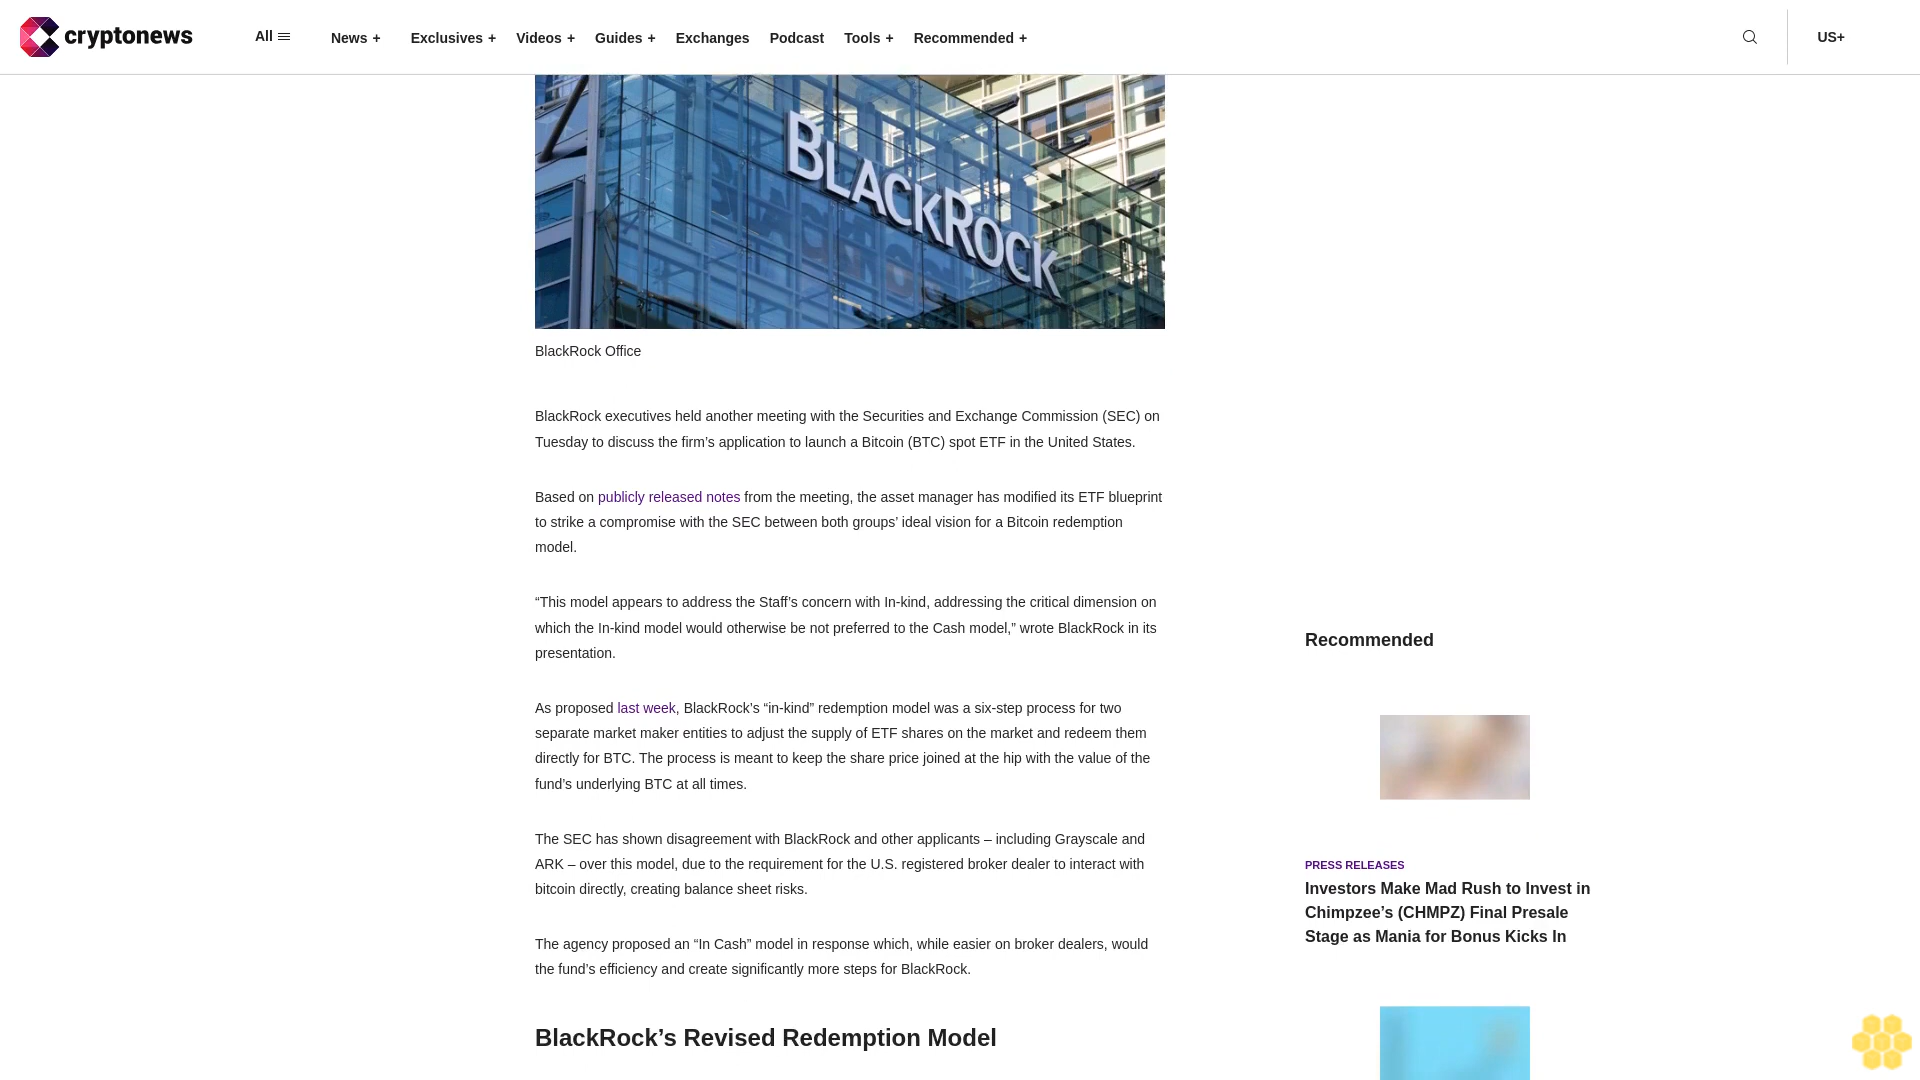 cryptonews
All
News +
Exclusives +
Videos +
Guides +
Exchanges
Podcast
Tools +
Recommended +
US+
BLACKROCK
BlackRock Office
BlackRock executives held another meeting with the Securities and Exchange Commission (SEC) on
Tuesday to discuss the firm’s application to launch a Bitcoin (BTC) spot ETF in the United States.
Based on publicly released notes from the meeting, the asset manager has modified its ETF blueprint
to strike a compromise with the SEC between both groups’ ideal vision for a Bitcoin redemption
model.
“This model appears to address the Staff’s concern with In-kind, addressing the critical dimension on
which the In-kind model would otherwise be not preferred to the Cash model,” wrote BlackRock in its
presentation.
As proposed last week, BlackRock’s “in-kind” redemption model was a six-step process for two
separate market maker entities to adjust the supply of ETF shares on the market and redeem them
directly for BTC. The process is meant to keep the share price joined at the hip with the value of the
fund’s underlying BTC at all times.
The SEC has shown disagreement with BlackRock and other applicants – including Grayscale and
ARK – over this model, due to the requirement for the U.S. registered broker dealer to interact with
bitcoin directly, creating balance sheet risks.
The agency proposed an “In Cash” model in response which, while easier on broker dealers, would
the fund’s efficiency and create significantly more steps for BlackRock.
BlackRock’s Revised Redemption Model
Recommended
PRESS RELEASES
Investors Make Mad Rush to Invest in
Chimpzee’s (CHMPZ) Final Presale
Stage as Mania for Bonus Kicks In